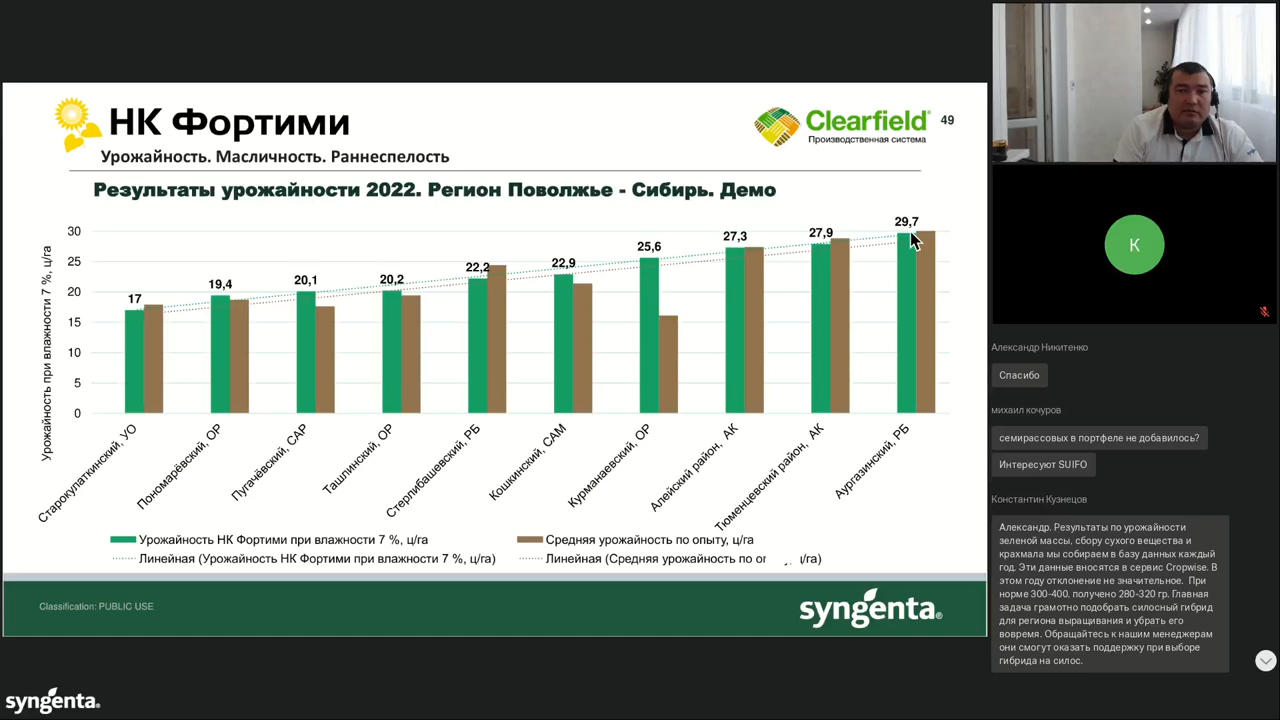 НК Фортими
Урожайность. Масличность. Раннеспелость
Clearfield®
Производственная система
49
Результаты урожайности 2022. Регион Поволжье - Сибирь. Демо
Урожайность при влажности 7 %, ц/га
30
25
20
15
10
5
0
17
19,4
20,1
20,2
22,2
22,9
25,6
27,3
27,9
29,7
Старокулаткинский, УО
Пономарёвский, ОР
Пугачёвский, САР
Ташлинский, ОР
Стерлибашевский, РБ
Кошкинский, САМ
Курманаевский, ОР
Алейский район, АК
Тюменцевский район, АК
Аургазинский, РБ
Урожайность НК Фортими при влажности 7 %, ц/га
Средняя урожайность по опыту, ц/га
Линейная (Урожайность НК Фортими при влажности 7 %, ц/га)
Линейная (Средняя урожайность по ц/га)
Classification: PUBLIC USE
syngenta®
syngenta.
К
Александр Никитенко
Спасибо
михаил кочуров
семирассовых в портфеле не добавилось?
Интересуют SUIFO
Константин Кузнецов
Александр. Результаты по урожайности
зеленой массы, сбору сухого вещества и
крахмала мы собираем в базу данных каждый
год. Эти данные вносятся в сервис Cropwise. В
этом году отклонение не значительное. При
норме 300-400, получено 280-320 гр. Главная
задача грамотно подобрать силосный гибрид
для региона выращивания и убрать его
вовремя. Обращайтесь к нашим менеджерам
они смогут оказать поддержку при выборе
гибрида на силос.